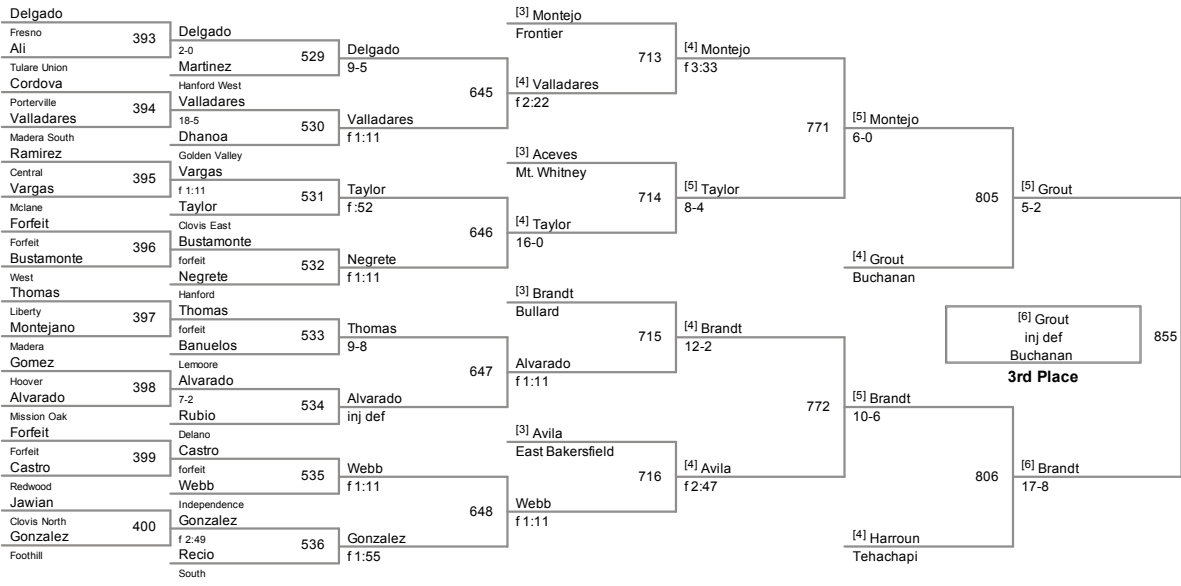 Delgado
Fresno
393
Ali
Tulare Union
Cordova
Porterville
394
Valladares
Madera South
Ramirez
Central
395
Vargas
Mclane
Forfeit
Forfeit
396
Bustamonte
West
Thomas
Liberty
397
Montejano
Madera
Gomez
Hoover
398
Alvarado
Mission Oak
Forfeit
Forfeit
399
Castro
Redwood
Jawian
Clovis North
400
Gonzalez
Foothill
Delgado
2-0
529
Martinez
Hanford West
Valladares
18-5
530
Dhanoa
Golden Valley
Vargas
f 1:11
531
Taylor
Clovis East
Bustamonte
forfeit
532
Negrete
Hanford
Thomas
forfeit
533
Banuelos
Lemoore
Alvarado
7-2
534
Rubio
Delano
Castro
forfeit
535
Webb
Independence
Gonzalez
f 2:49
536
Recio
South
Delgado
9-5
645
Valladares
f 1:11
Taylor
f :52
646
Negrete
f 1:11
Thomas
9-8
647
Alvarado
inj def
Webb
f 1:11
648
Gonzalez
f 1:55
[3] Montejo
Frontier
713
[4] Valladares
f 2:22
[3] Aceves
Mt. Whitney
714
[4] Taylor
16-0
[3] Brandt
Bullard
715
Alvarado
f 1:11
[3] Avila
East Bakersfield
716
Webb
f 1:11
[4] Montejo
f 3:33
771
[5] Taylor
8-4
[4] Brandt
12-2
772
[4] Avila
f 2:47
[5] Montejo
6-0
805
[4] Grout
Buchanan
[5] Brandt
10-6
806
[4] Harroun
Tehachapi
[5] Grout
5-2
[6] Grout
inj def
855
Buchanan
3rd Place
[6] Brandt
17-8